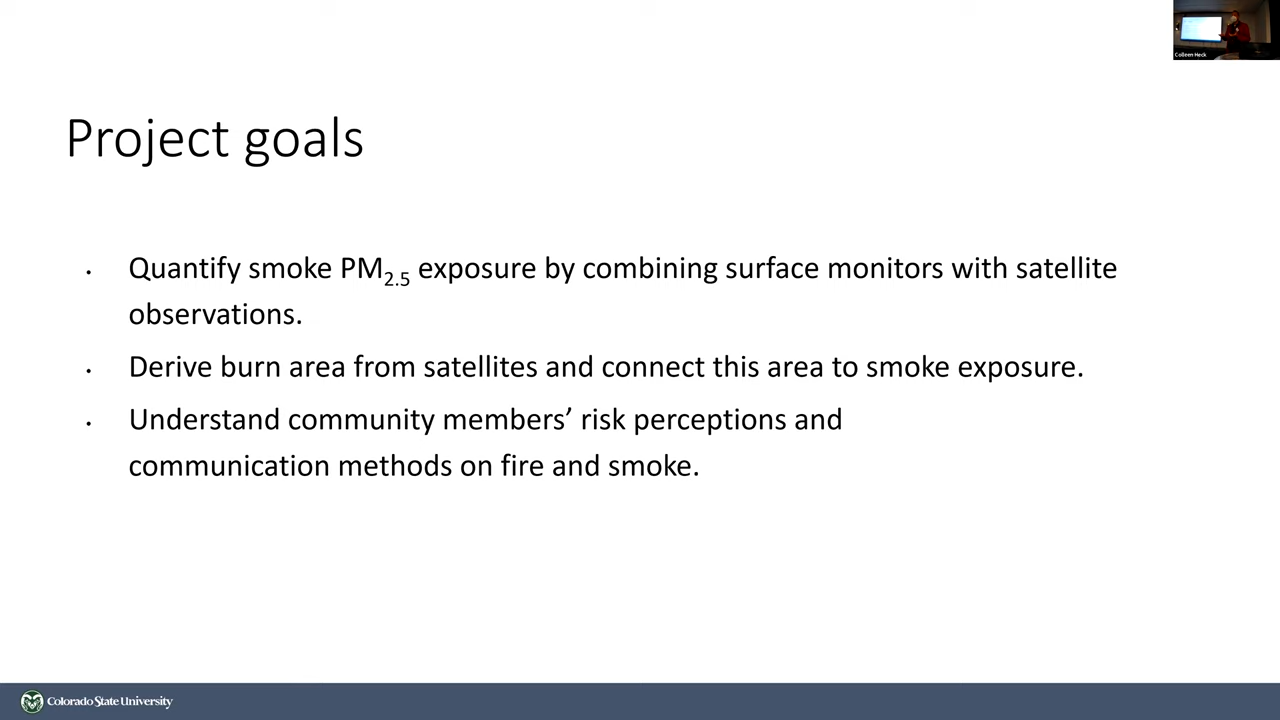 Colleen Heck
Project goals
• Quantify smoke PM2.5 exposure by combining surface monitors with satellite
observations.
• Derive burn area from satellites and connect this area to smoke exposure.
• Understand community members’ risk perceptions and
communication methods on fire and smoke.
Colorado State University